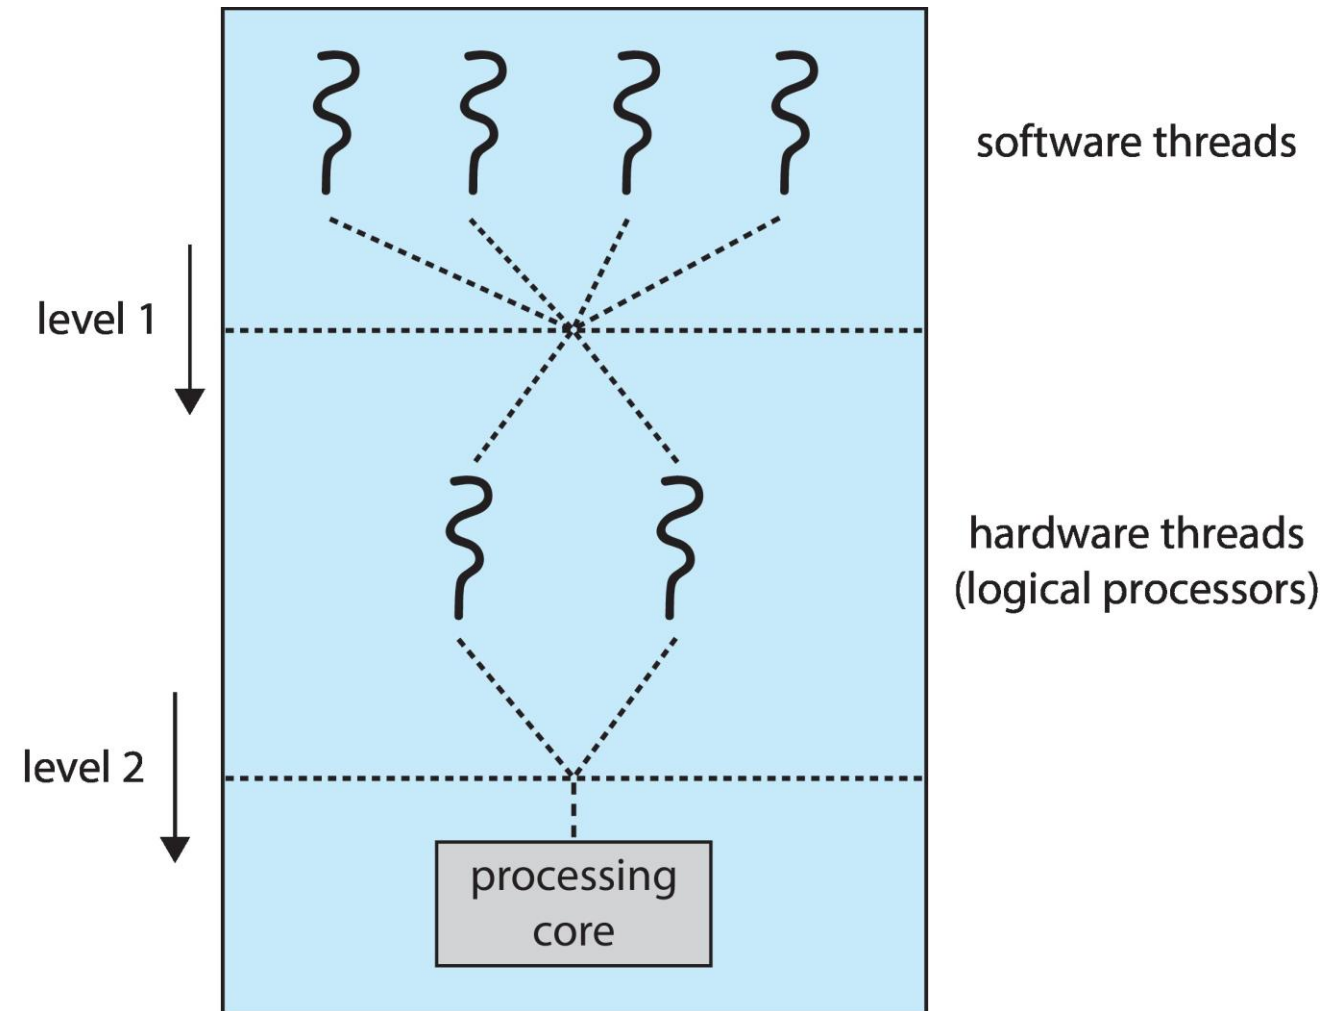 software threads
level 1
hardware threads
(logical processors)
level 2
processing
core